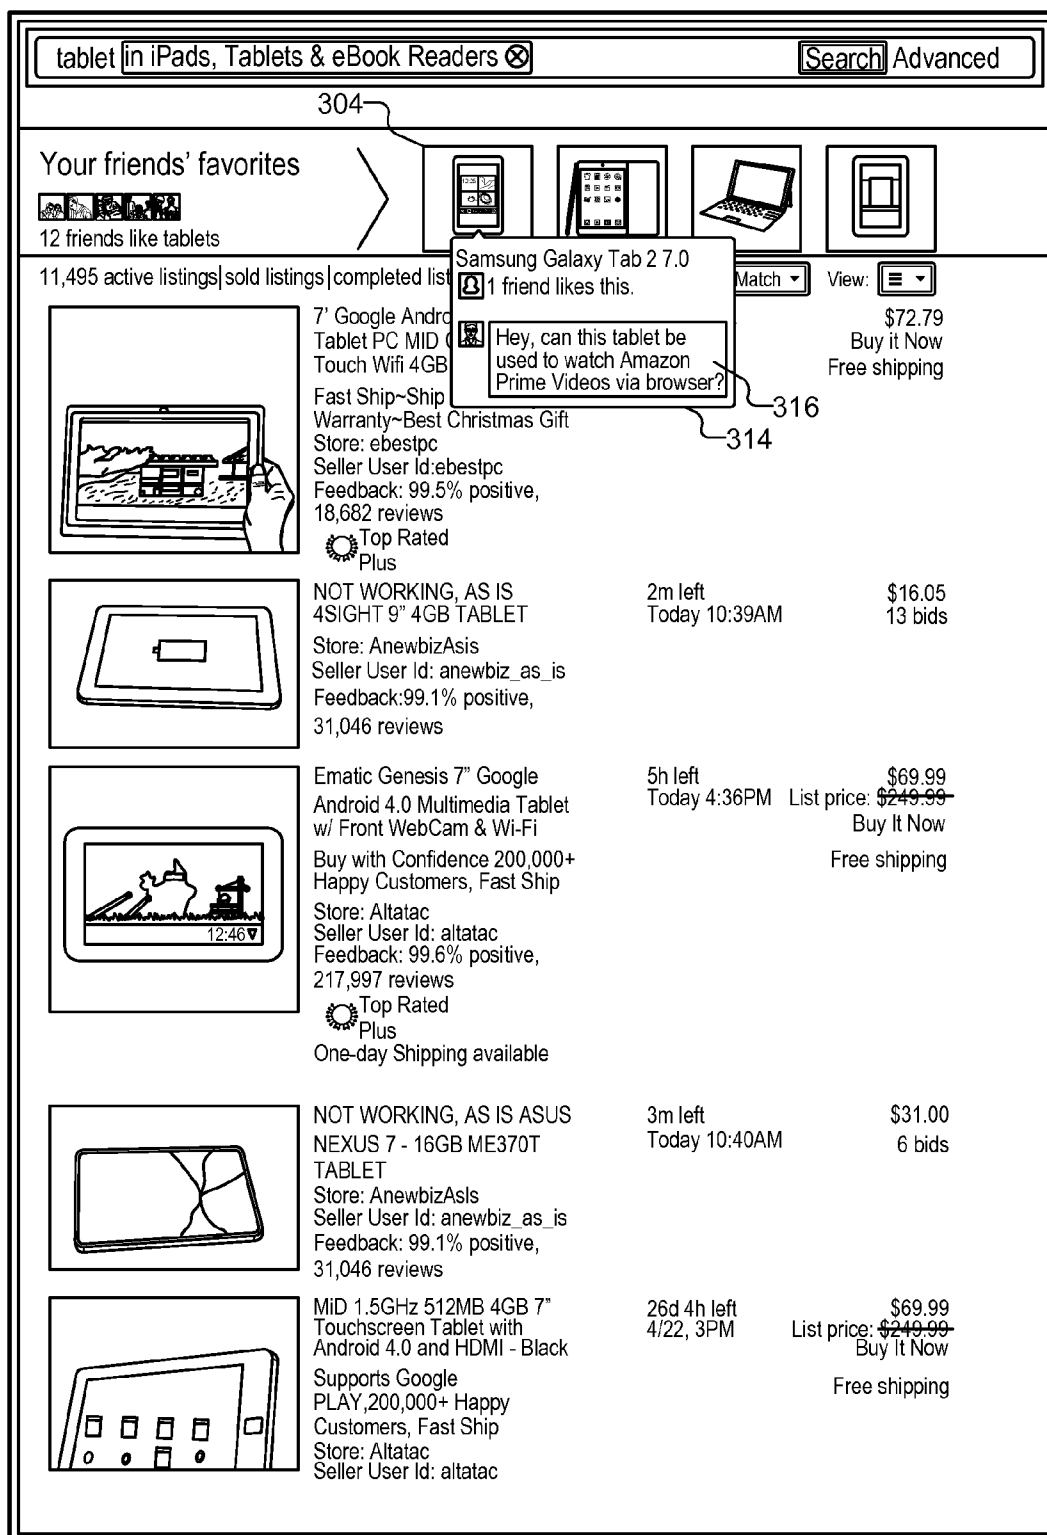 tablet in iPads, Tablets & eBook Readers Search Advanced
304
Your friends' favorites
12 friends like tablets
11,495 active listings|sold listings|completed list
Match View:
Samsung Galaxy Tab 2 7.0
1 friend likes this.
Hey, can this tablet be
used to watch Amazon
Prime Videos via browser?
316
314
7' Google Andro
Tablet PC MID
Touch Wifi 4GB
Fast Ship~Ship
Warranty~Best Christmas Gift
Store: ebestpc
Seller User Id:ebestpc
Feedback: 99.5% positive,
18,682 reviews
Top Rated
Plus
$72.79
Buy it Now
Free shipping
NOT WORKING, AS IS
4SIGHT 9" 4GB TABLET
Store: AnewbizAsis
Seller User Id: anewbiz_as_is
Feedback:99.1% positive,
31,046 reviews
2m left
Today 10:39AM
$16.05
13 bids
12:46
Ematic Genesis 7" Google
Android 4.0 Multimedia Tablet
w/ Front WebCam & Wi-Fi
Buy with Confidence 200,000+
Happy Customers, Fast Ship
Store: Altatac
Seller User Id: altatac
Feedback: 99.6% positive,
217,997 reviews
Top Rated
Plus
One-day Shipping available
5h left
Today 4:36PM
$69.99
List price: $249.99
Buy It Now
Free shipping
NOT WORKING, AS IS ASUS
NEXUS 7 - 16GB ME370T
TABLET
Store: AnewbizAsIs
Seller User Id: anewbiz_as_is
Feedback: 99.1% positive,
31,046 reviews
3m left
Today 10:40AM
$31.00
6 bids
MiD 1.5GHz 512MB 4GB 7"
Touchscreen Tablet with
Android 4.0 and HDMI - Black
Supports Google
PLAY,200,000+ Happy
Customers, Fast Ship
Store: Altatac
Seller User Id: altatac
26d 4h left
4/22, 3PM
$69.99
List price: $249.99
Buy It Now
Free shipping